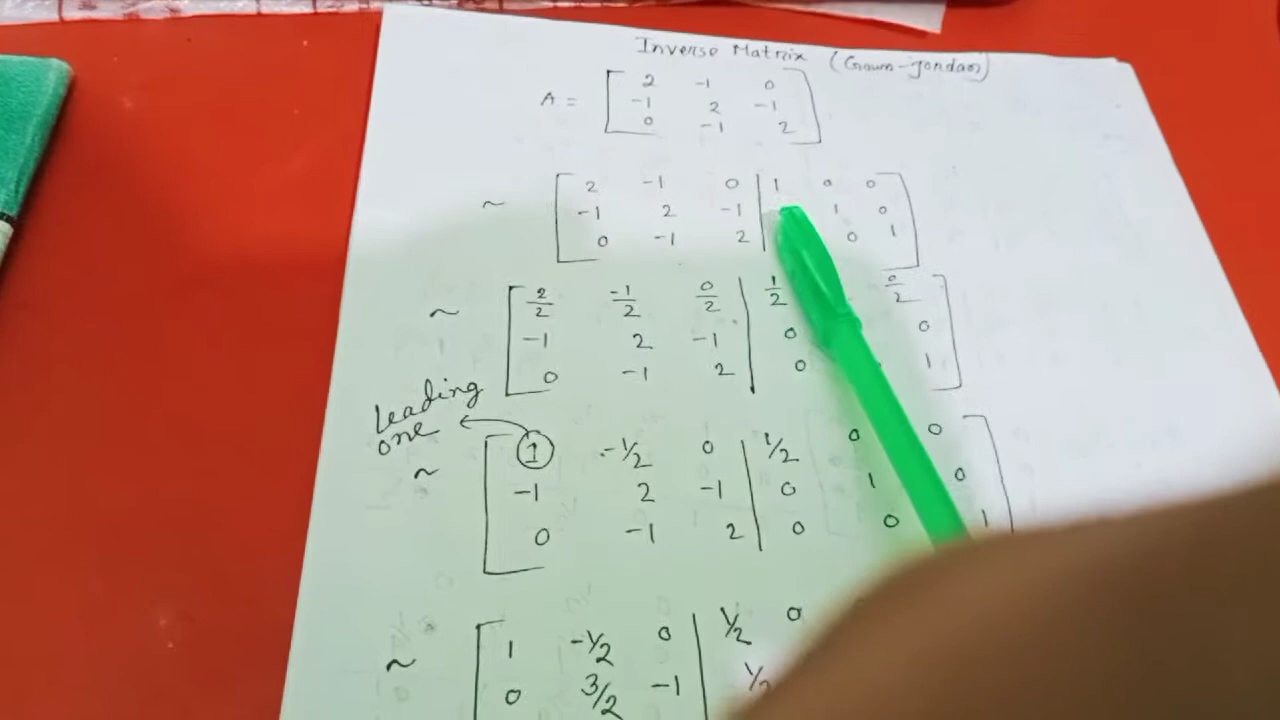 Inverse Matrix (Gauss-jordan)
A = [ 2 -1 0
-1 2 -1
0 -1 2 ]
~ [ 2 -1 0 | 1 0 0
-1 2 -1 | 1 0
0 -1 2 | 0 1 ]
~ [ 2/2 -1/2 0/2 | 1/2 0/2
-1 2 -1 | 0 0
0 -1 2 | 0 1 ]
leading
one
~ [ 1 -1/2 0 | 1/2 0 0
-1 2 -1 | 0 1 0
0 -1 2 | 0 0 1 ]
~ [ 1 -1/2 0 | 1/2 0
0 3/2 -1 |